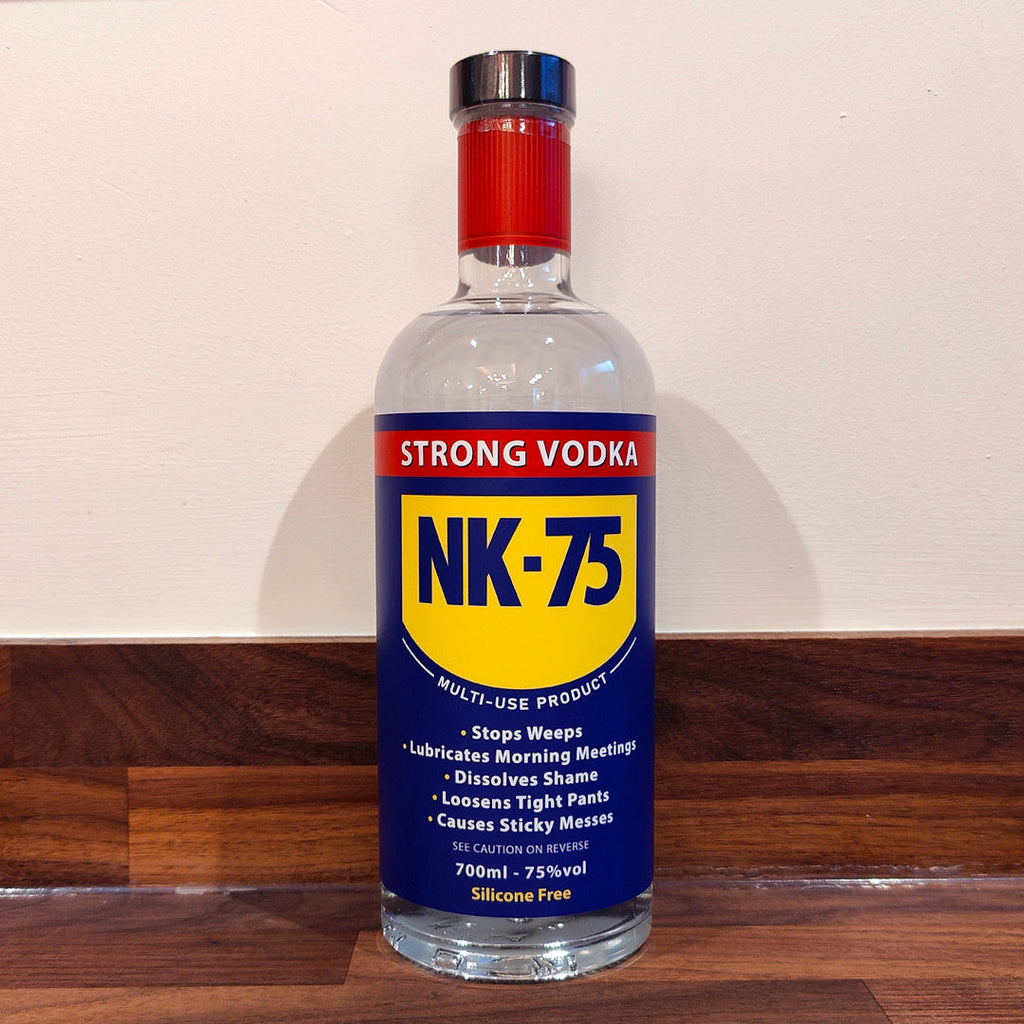 STRONG VODKA
NK-75
MULTI-USE PRODUCT
• Stops Weeps
• Lubricates Morning Meetings
• Dissolves Shame
• Loosens Tight Pants
• Causes Sticky Messes
SEE CAUTION ON REVERSE
700ml - 75%vol
Silicone Free